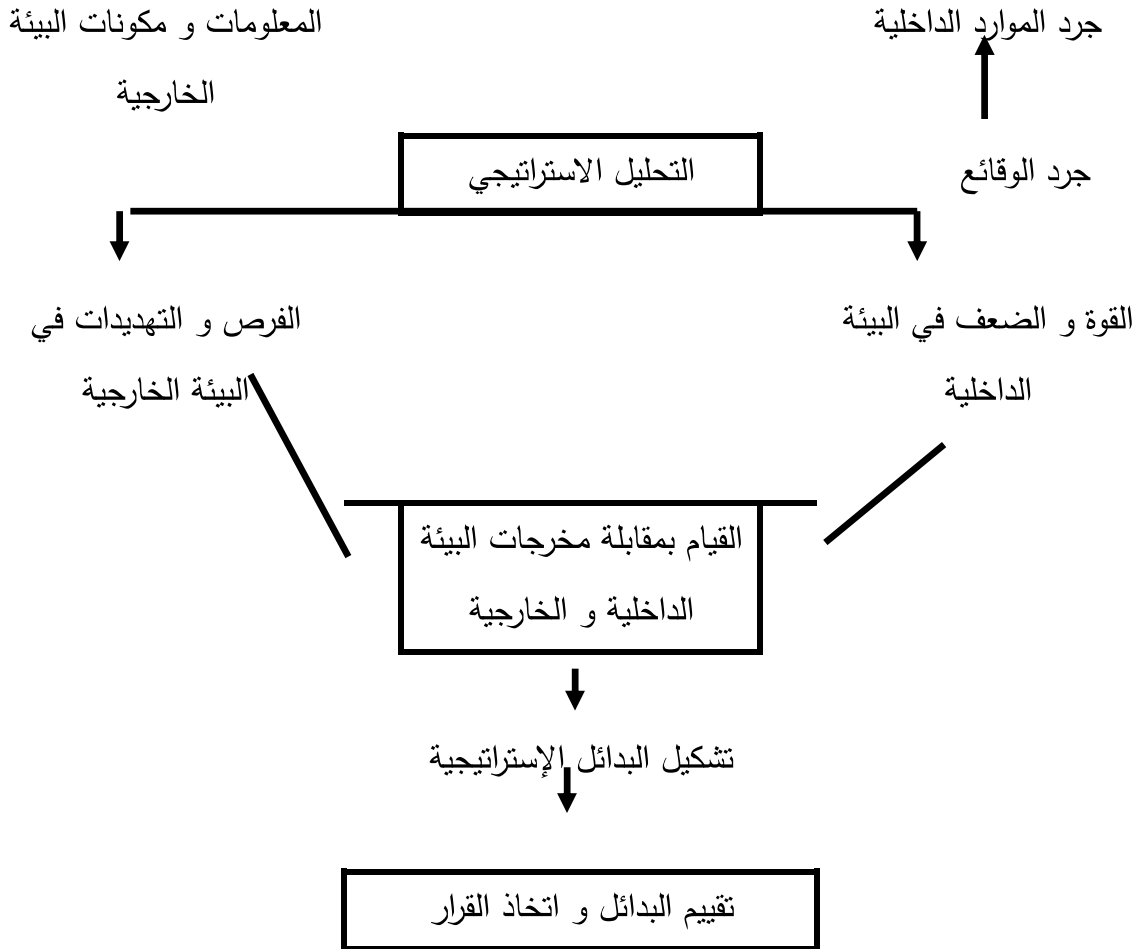 جرد الموارد الداخلية
المعلومات و مكونات البيئة
الخارجية
جرد الوقائع
التحليل الاستراتيجي
القوة و الضعف في البيئة
الداخلية
الفرص و التهديدات في
البيئة الخارجية
القيام بمقابلة مخرجات البيئة
الداخلية و الخارجية
تشكيل البدائل الإستراتيجية
تقييم البدائل و اتخاذ القرار